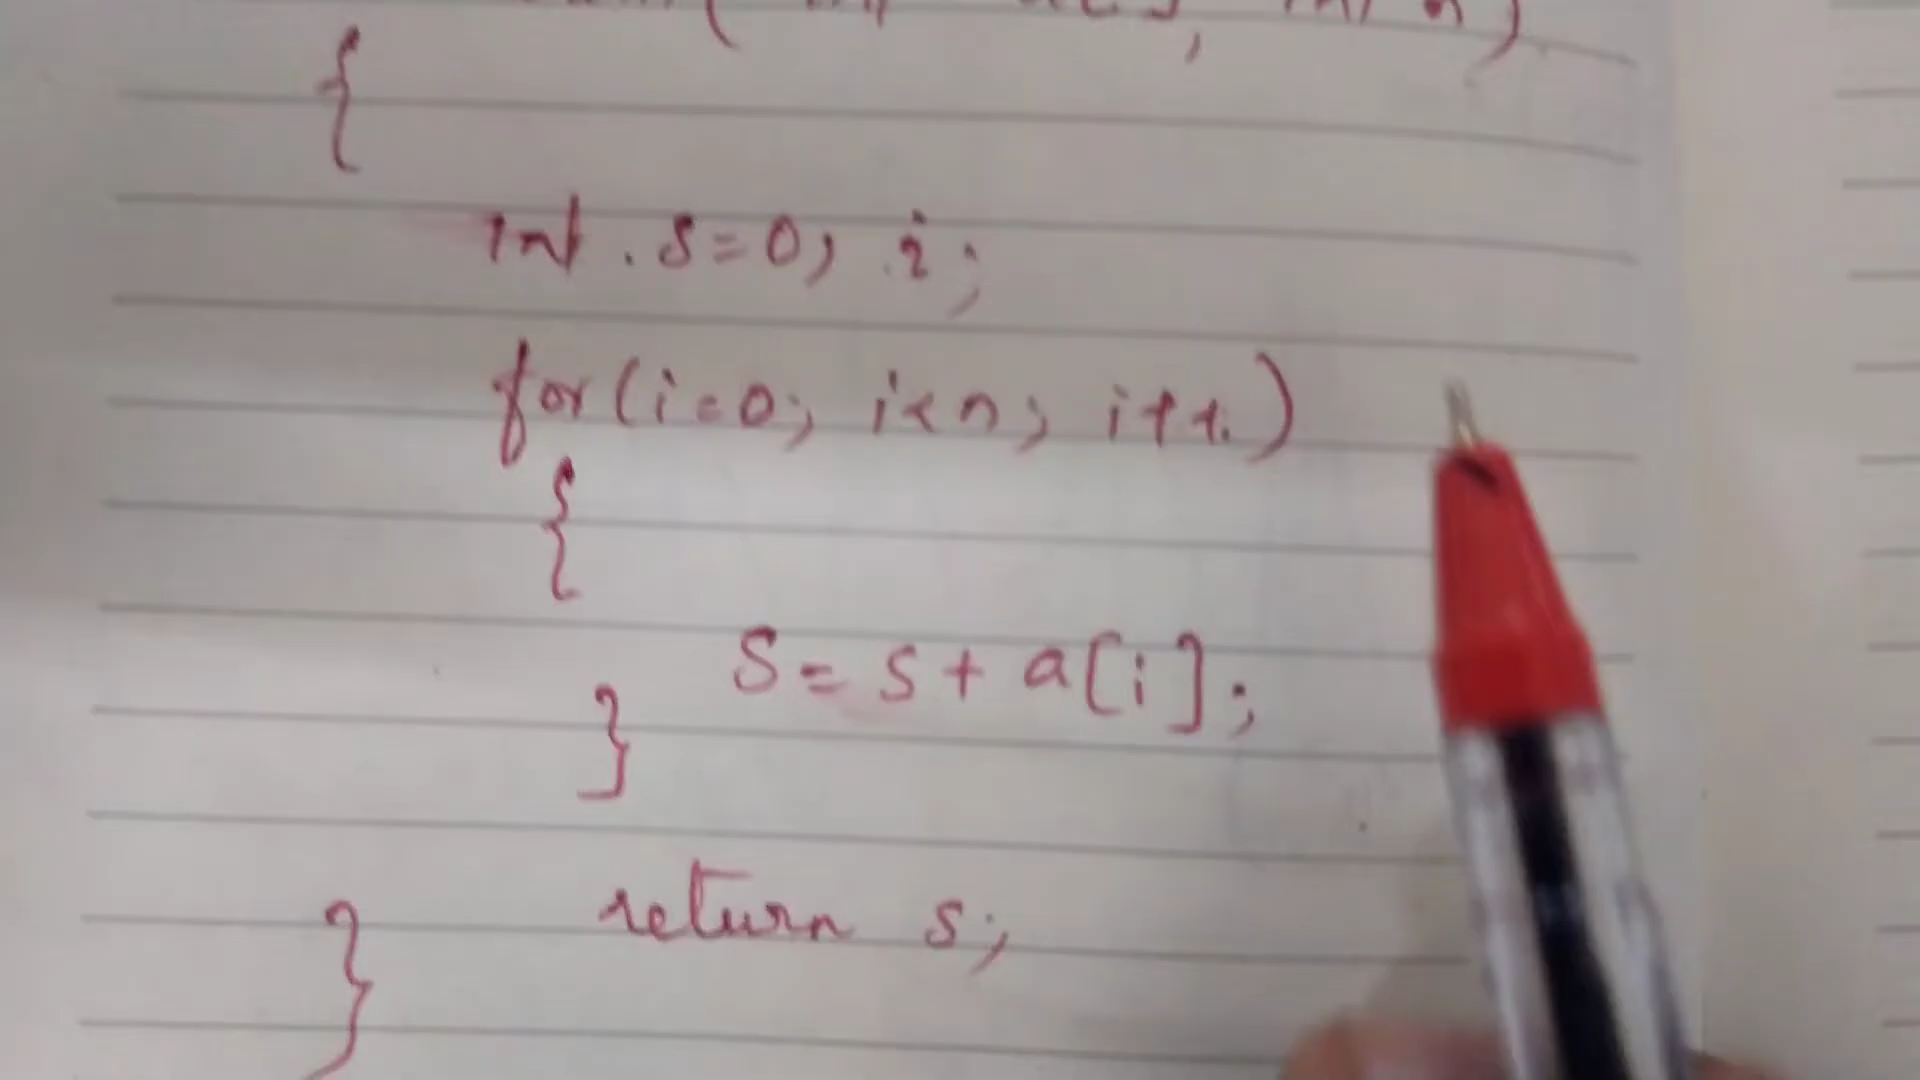 {
int s=0, i;
for(i=0; i<n; i++)
{
S=S+a[i];
}
return s;
}